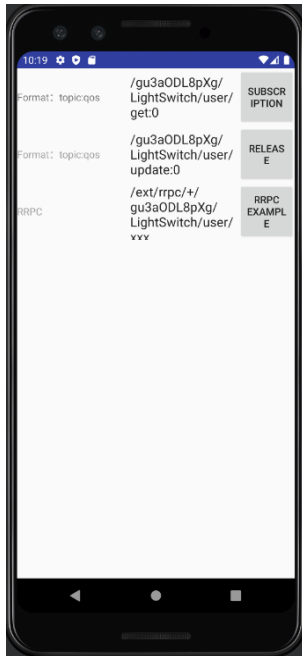 10:19
/gu3aODL8pXg/
Format: topic:qos LightSwitch/user/ SUBSCR
get:0 IPTION
/gu3aODL8pXg/
Format: topic:qos LightSwitch/user/ RELEAS
update:0 E
/ext/rrpc/+/
RRPC gu3aODL8pXg/ RRPC
LightSwitch/user/ EXAMPL
xxx E